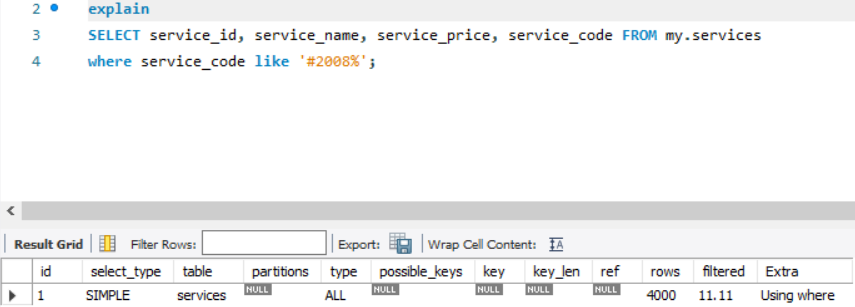 2 explain
3 SELECT service_id, service_name, service_price, service_code FROM my.services
4 where service_code like '#2008%';
Result Grid Filter Rows: Export: Wrap Cell Content:
id select_type table partitions type possible_keys key key_len ref rows filtered Extra
1 SIMPLE services NULL ALL NULL NULL NULL NULL 4000 11.11 Using where